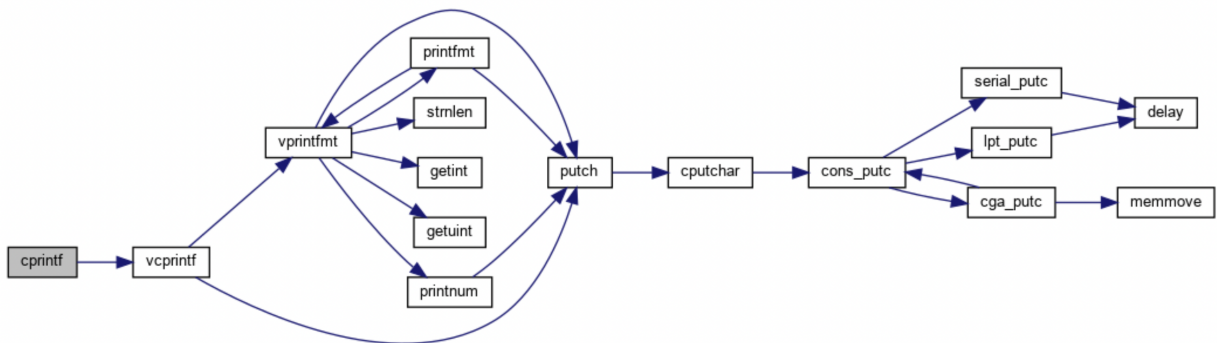 cprintf
vcprintf
vprintfmt
printfmt
strnlen
getint
getuint
printnum
putch
cputchar
cons_putc
serial_putc
lpt_putc
cga_putc
delay
memmove